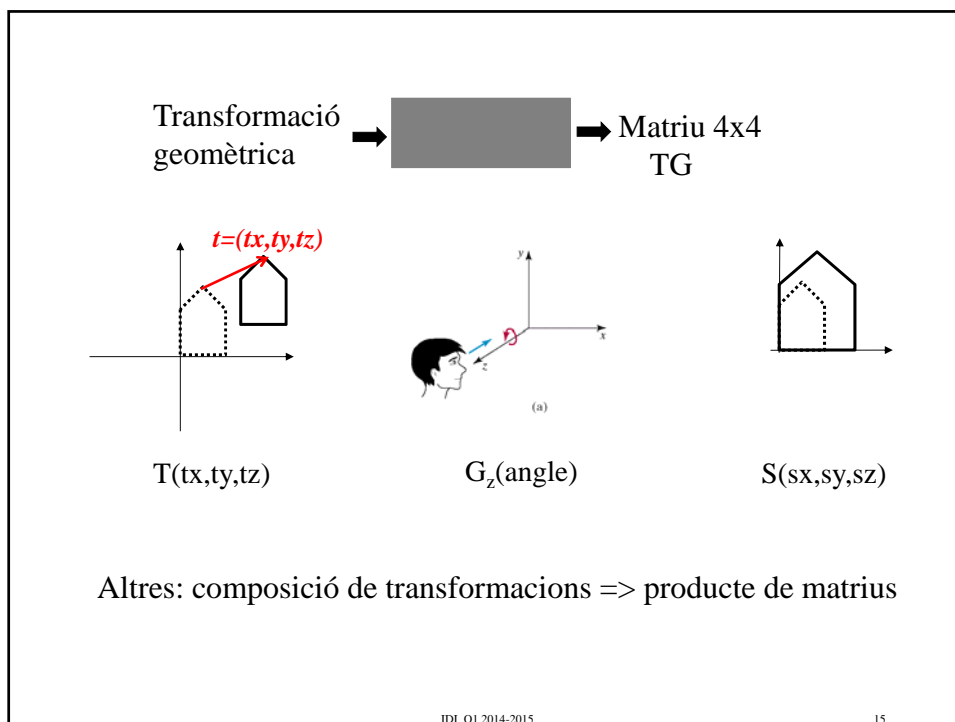 Transformació
geomètrica
Matriu 4x4
TG
t=(tx,ty,tz)
y
x
z
(a)
T(tx,ty,tz)
Gz(angle)
S(sx,sy,sz)
Altres: composició de transformacions => producte de matrius
IDI Q1 2014-2015
15